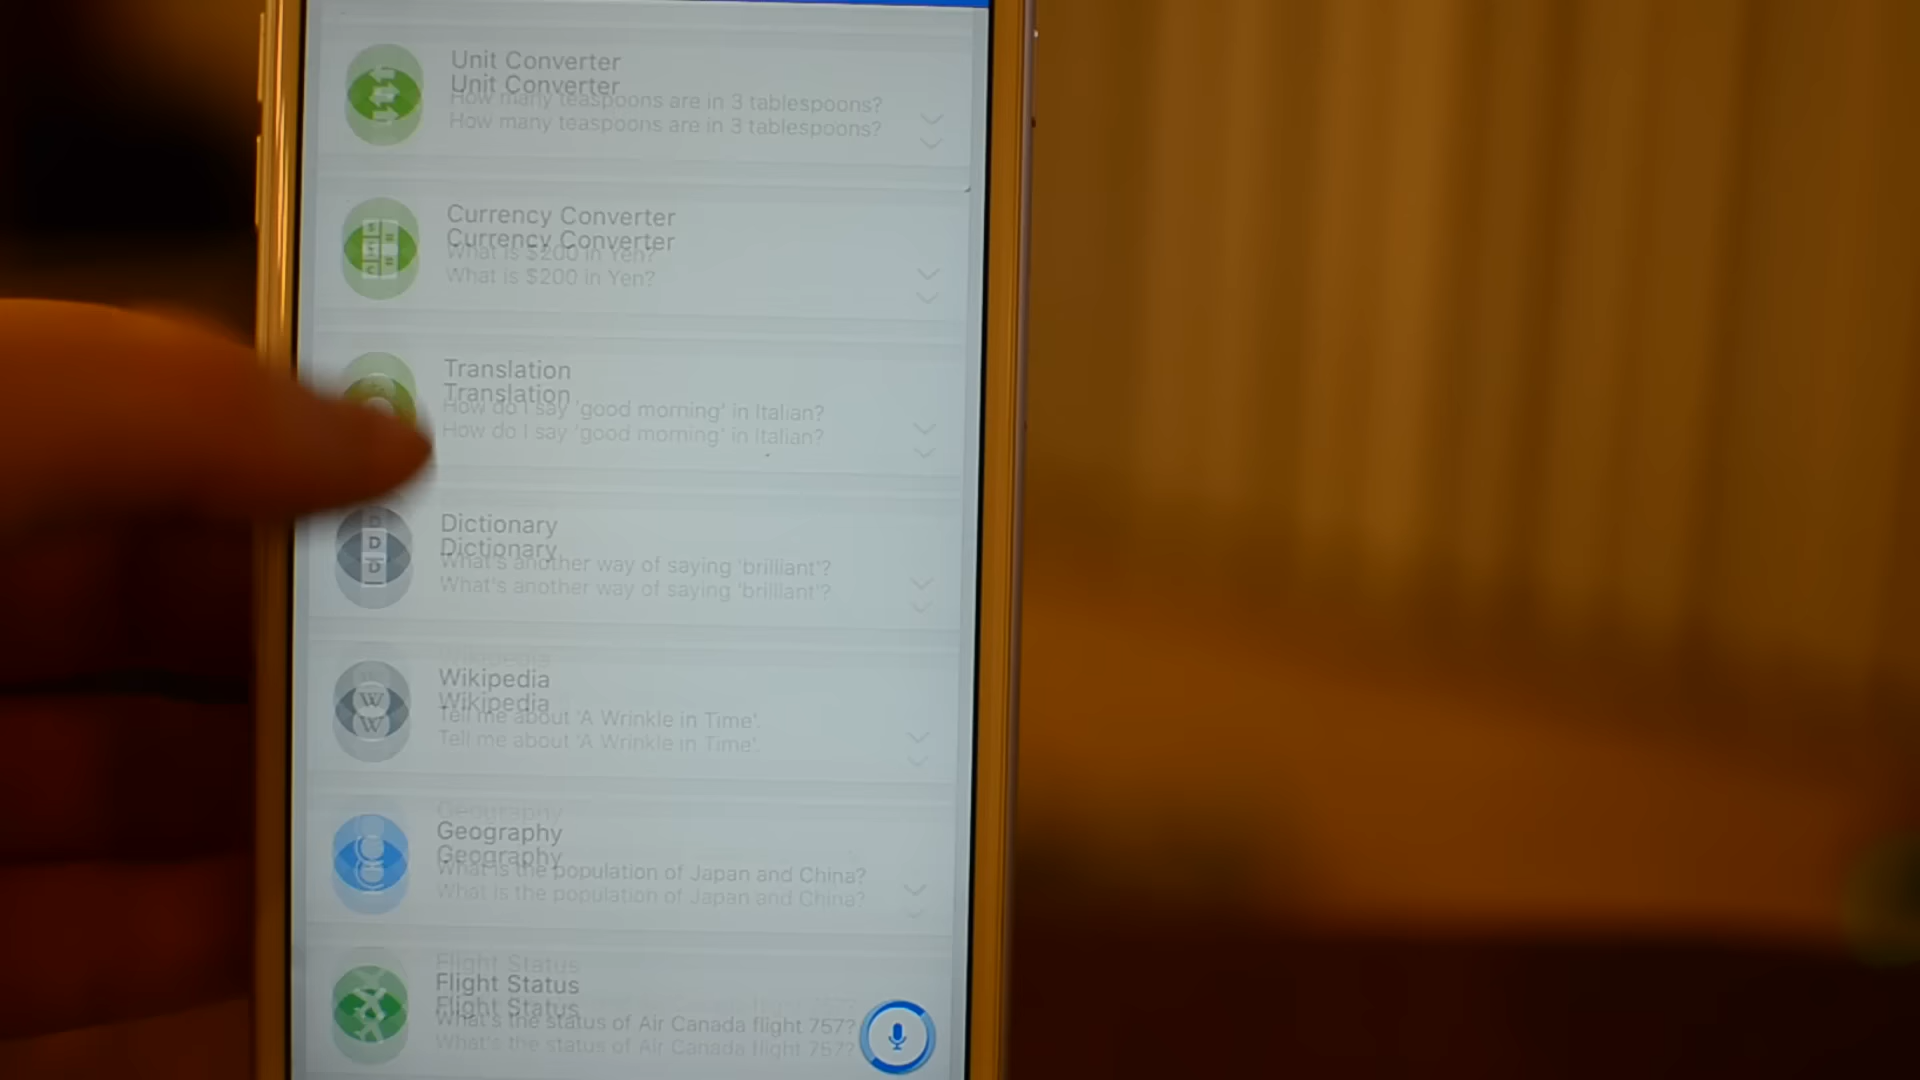 Unit Converter
How many teaspoons are in 3 tablespoons?
Currency Converter
What is $200 in Yen?
Translation
How do I say 'good morning' in Italian?
Dictionary
What's another way of saying 'brilliant'?
Wikipedia
Tell me about 'A Wrinkle in Time'.
Geography
What is the population of Japan and China?
Flight Status
What's the status of Air Canada flight 757?